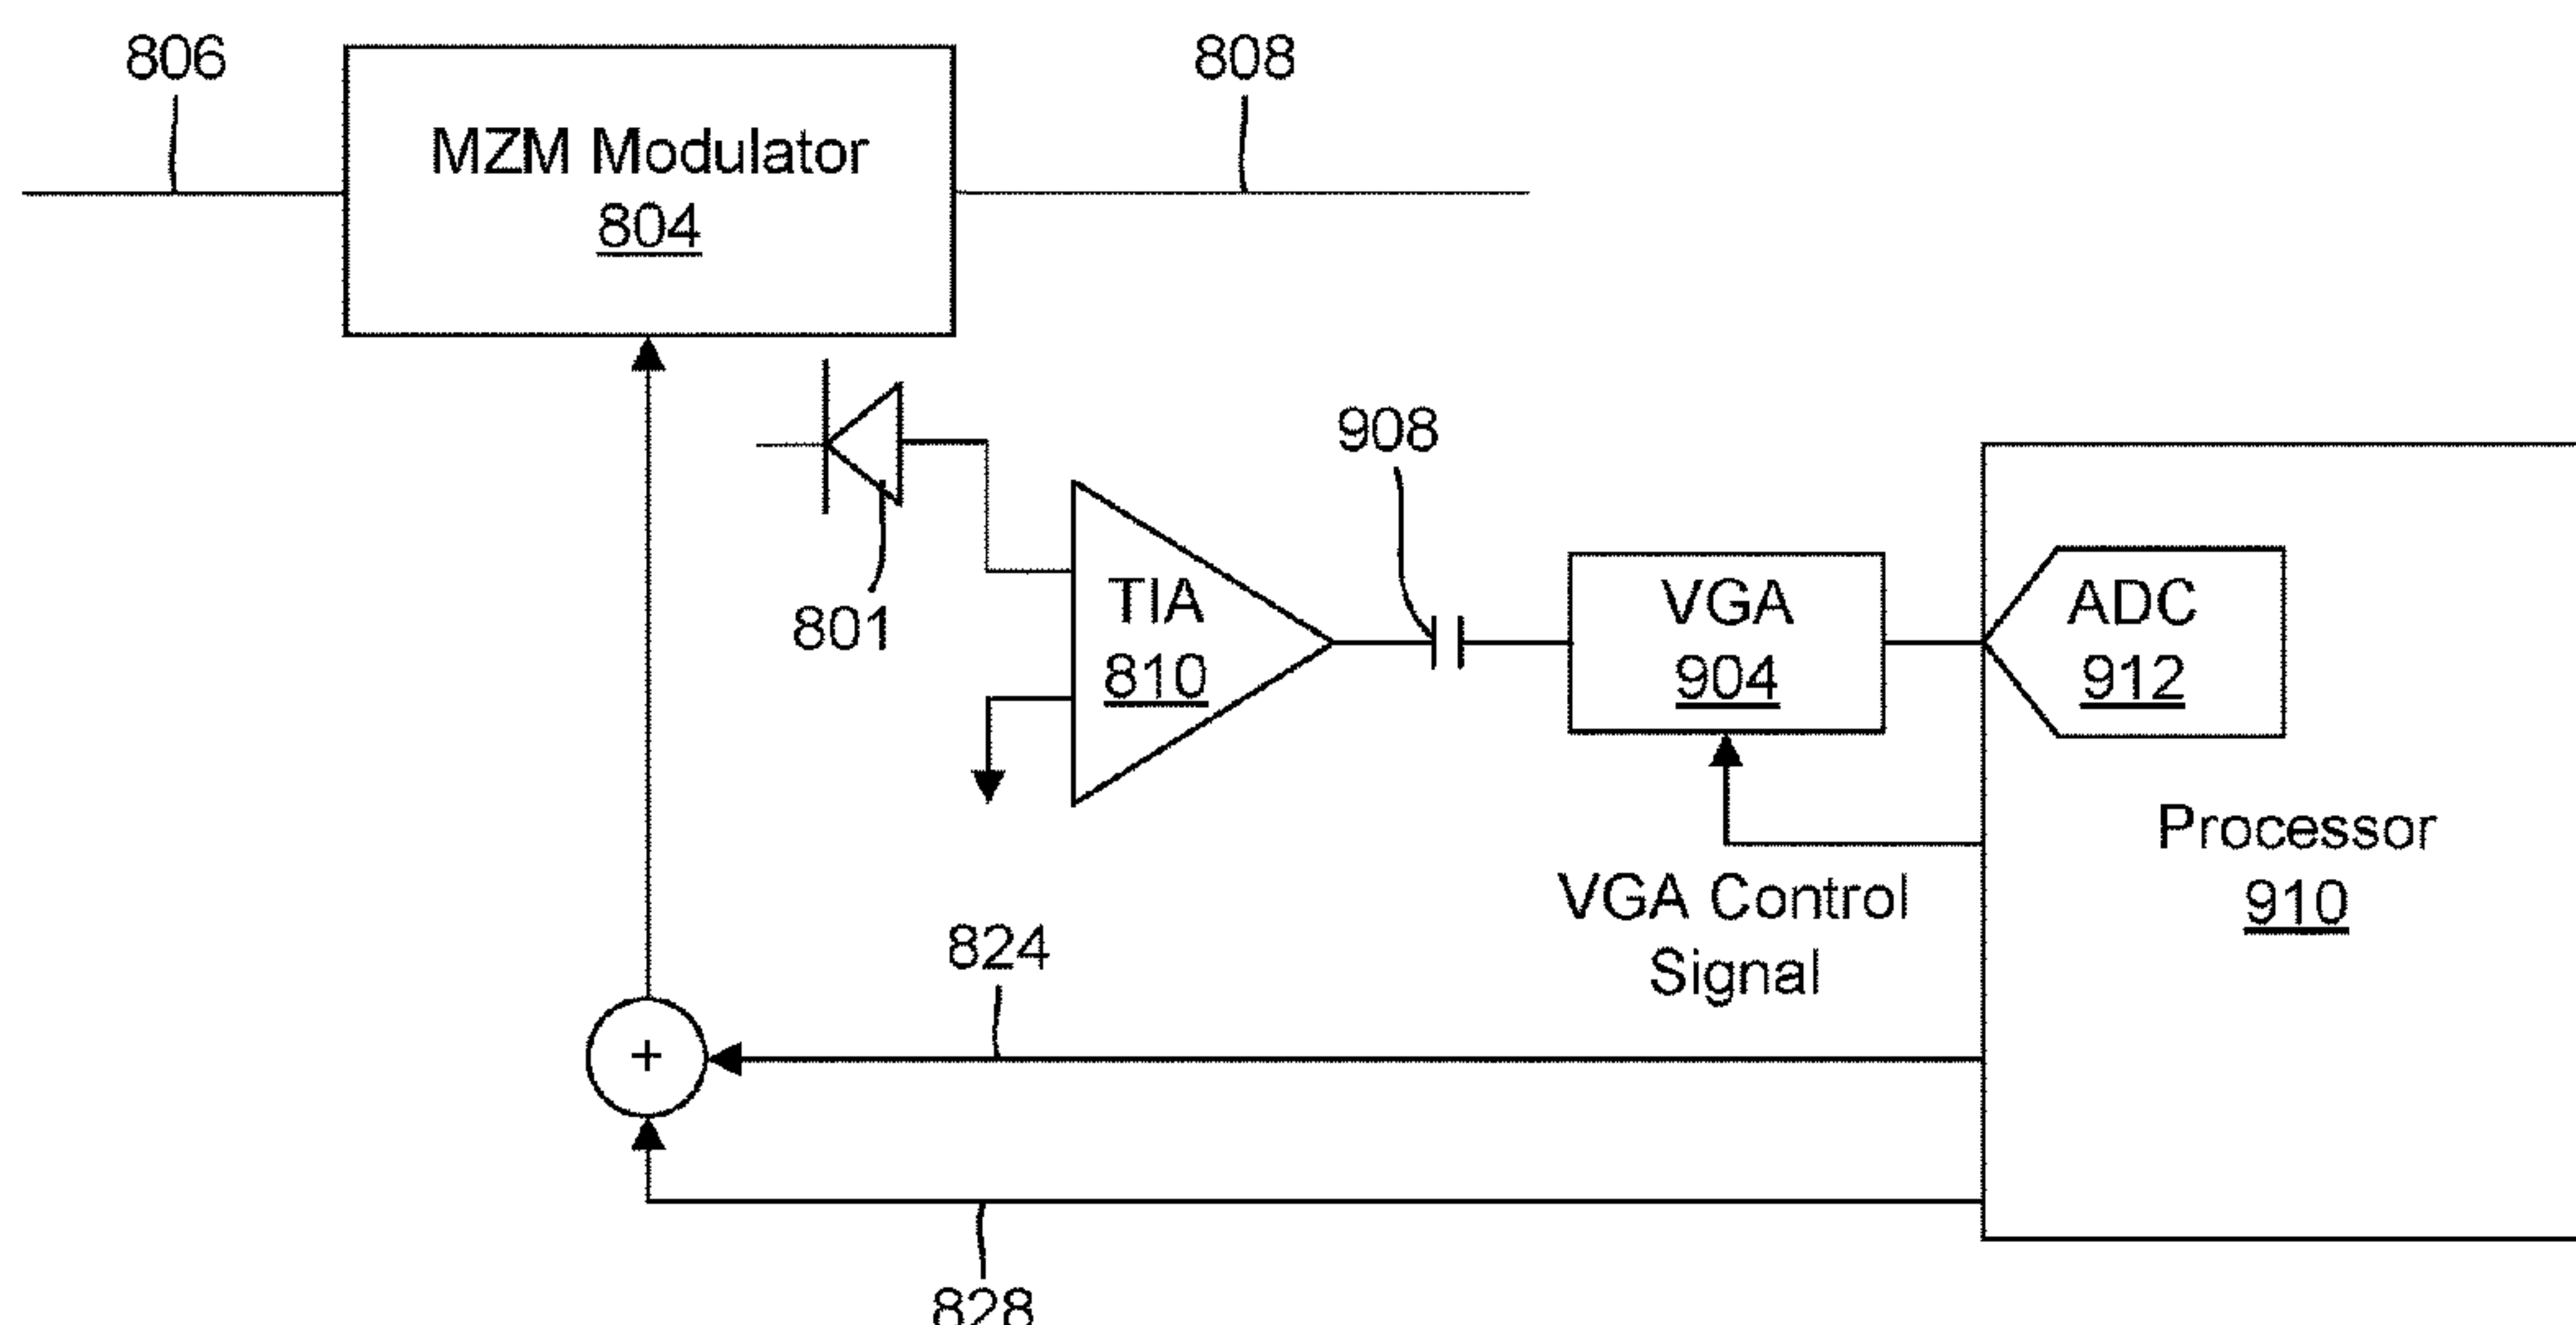 806
808
MZM Modulator
804
908
801
TIA
810
VGA
904
ADC
912
Processor
910
VGA Control
Signal
824
+
828